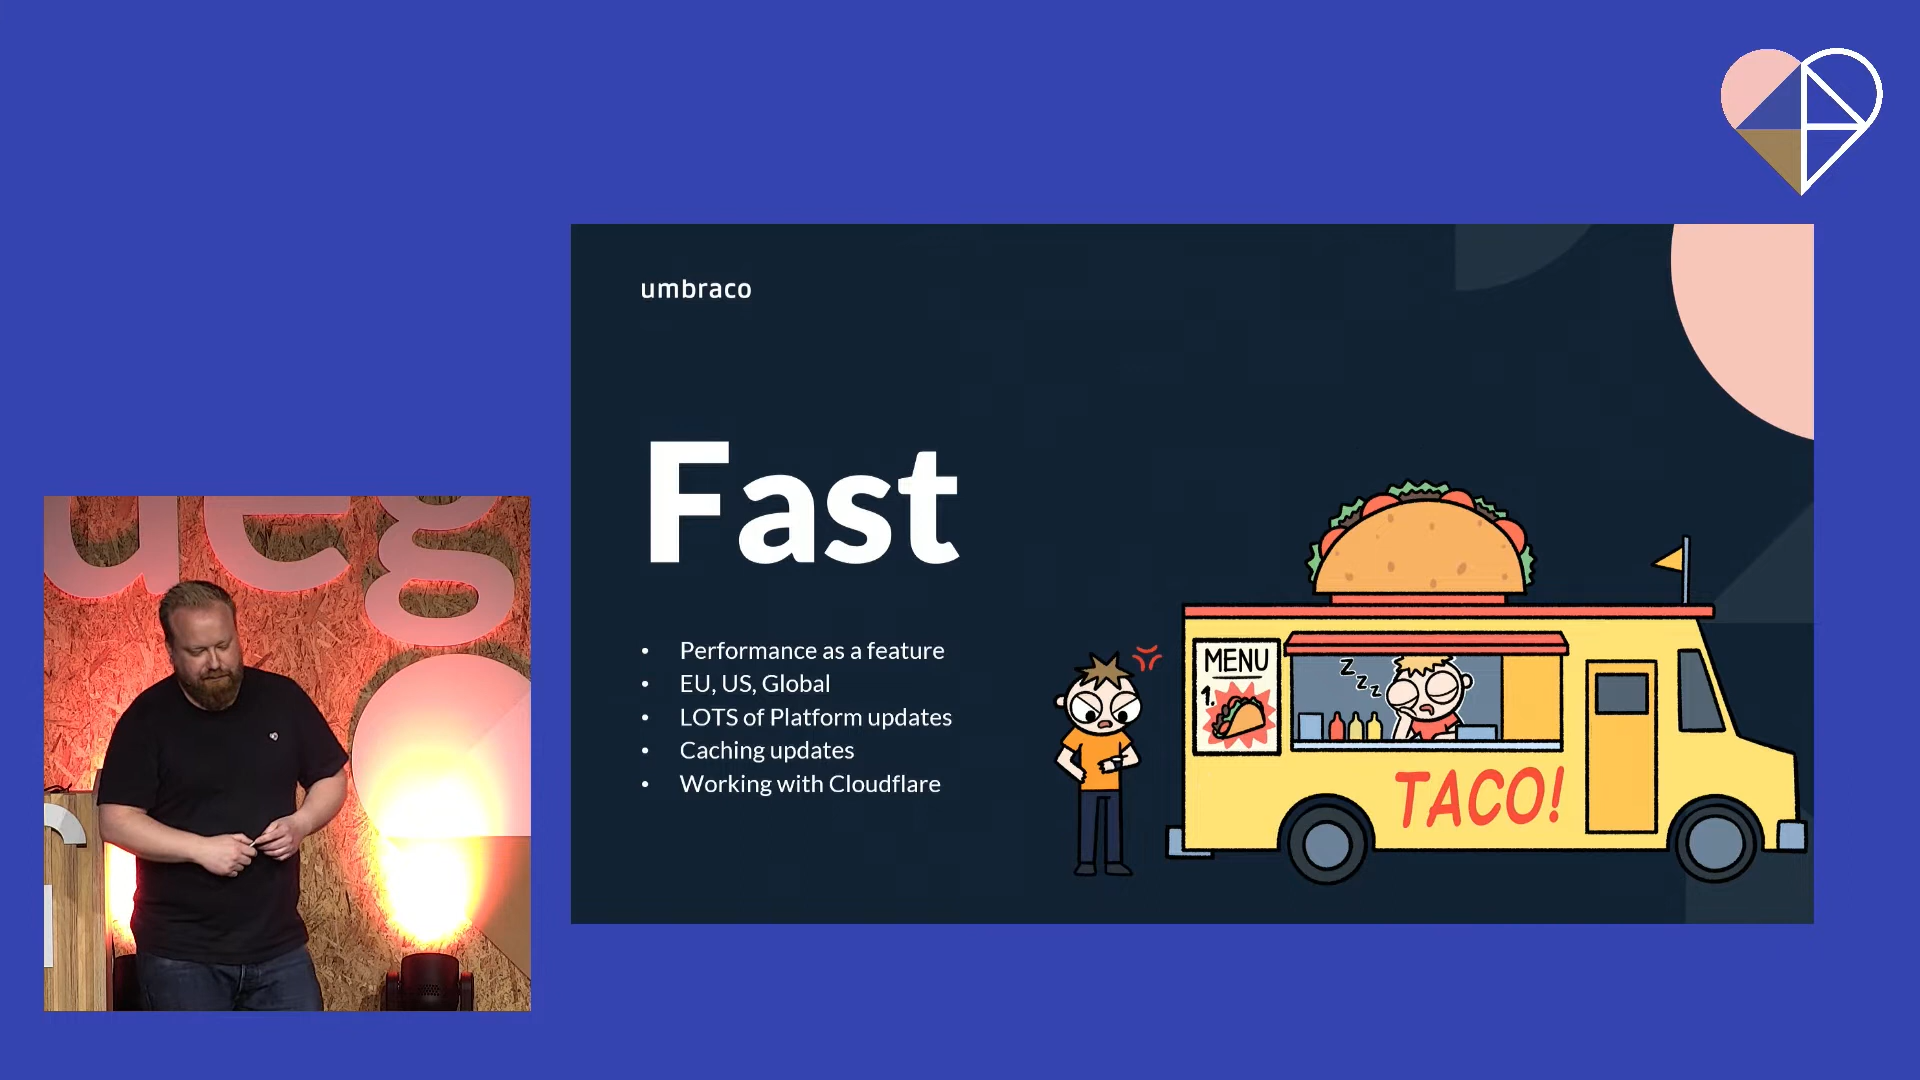 umbraco
Fast
• Performance as a feature
• EU, US, Global
• LOTS of Platform updates
• Caching updates
• Working with Cloudflare
MENU
1.
z z z
TACO!
deg